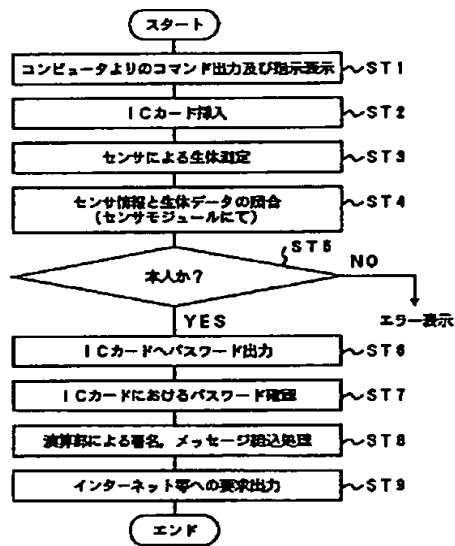 スタート
コンピュータよりのコマンド出力及び指示表示
ST1
ICカード挿入
ST2
センサによる生体測定
ST3
センサ情報と生体データの照合
(センサモジュールにて)
ST4
ST5
本人か?
NO
エラー表示
YES
ICカードへパスワード出力
ST6
ICカードにおけるパスワード確認
ST7
演算部による署名,メッセージ組込処理
ST8
インターネット等への要求出力
ST9
エンド